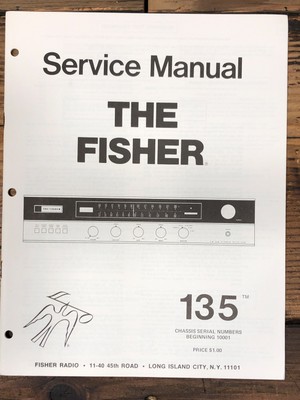 Service Manual
THE
FISHER®
135™
CHASSIS SERIAL NUMBERS
BEGINNING 10001
PRICE $1.00
FISHER RADIO • 11-40 45th ROAD • LONG ISLAND CITY, N.Y. 11101